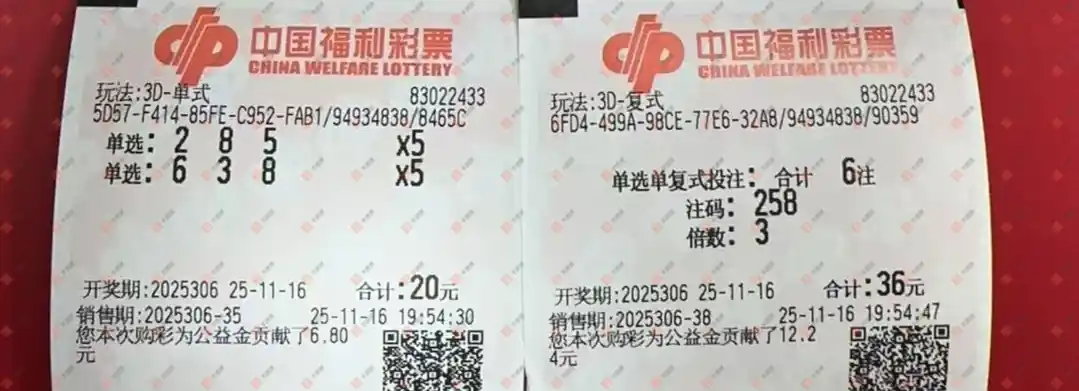 中国福利彩票
CHINA WELFARE LOTTERY
玩法:3D-单式 83022433
5D57-F414-85FE-C952-FAB1/94934838/8465C
单选: 2 8 5 x5
单选: 6 3 8 x5
开奖期:2025306 25-11-16 合计:20元
销售期:2025306-35 25-11-16 19:54:30
您本次购彩为公益金贡献了6.80
元
中国福利彩票
CHINA WELFARE LOTTERY
玩法:3D-复式 83022433
6FD4-499A-98CE-77E6-32A8/94934838/90359
单选单复式投注: 合计 6注
注码: 258
倍数: 3
开奖期:2025306 25-11-16 合计:36元
销售期:2025306-38 25-11-16 19:54:47
您本次购彩为公益金贡献了12.2
4元